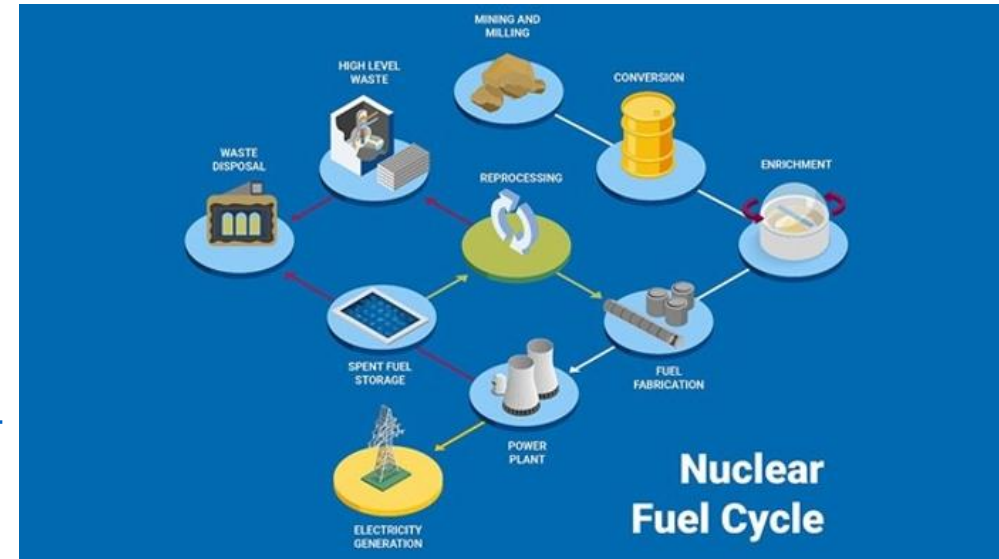 MINING AND
MILLING
HIGH LEVEL
WASTE
CONVERSION
WASTE
DISPOSAL
REPROCESSING
ENRICHMENT
SPENT FUEL
STORAGE
FUEL
FABRICATION
POWER
PLANT
ELECTRICITY
GENERATION
Nuclear
Fuel Cycle